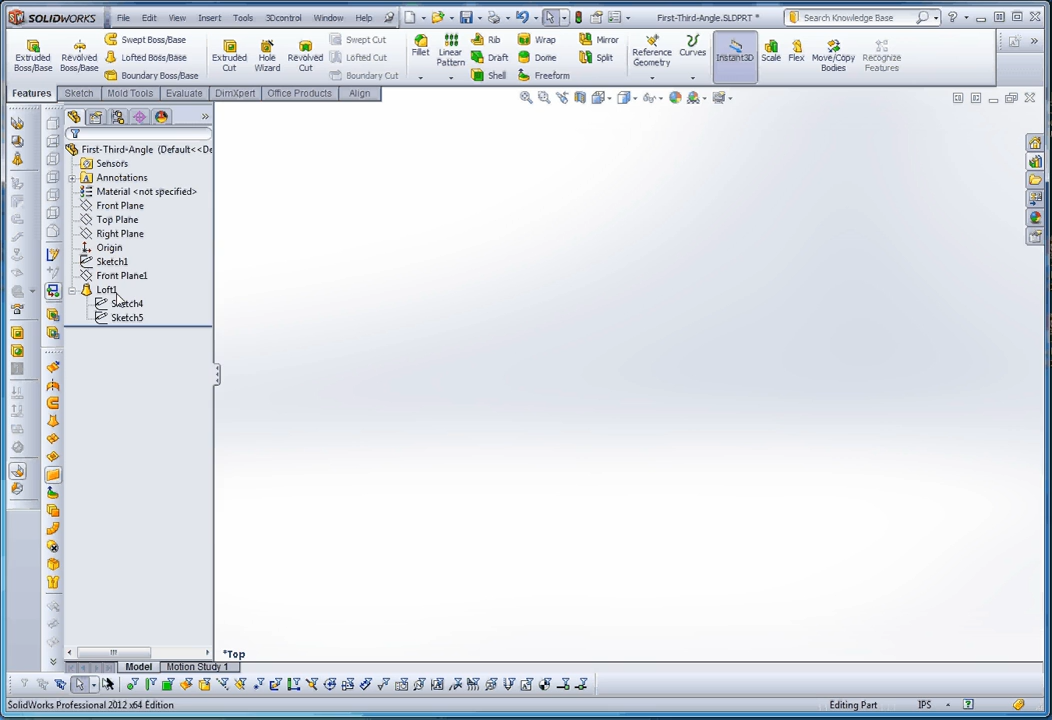 SOLIDWORKS File Edit View Insert Tools 3Dcontrol Window Help First-Third-Angle.SLDPRT * Search Knowledge Base
Extruded Boss/Base
Revolved Boss/Base
Swept Boss/Base
Lofted Boss/Base
Boundary Boss/Base
Extruded Cut
Hole Wizard
Revolved Cut
Swept Cut
Lofted Cut
Boundary Cut
Fillet
Linear Pattern
Rib
Draft
Shell
Wrap
Dome
Freeform
Mirror
Split
Reference Geometry
Curves
Instant3D
Scale
Flex
Move/Copy Bodies
Recognize Features
Features Sketch Mold Tools Evaluate DimXpert Office Products Align
First-Third-Angle (Default<<De
Sensors
Annotations
Material <not specified>
Front Plane
Top Plane
Right Plane
Origin
Sketch1
Front Plane1
Loft1
Sketch4
Sketch5
*Top
Model Motion Study 1
SolidWorks Professional 2012 x64 Edition Editing Part IPS